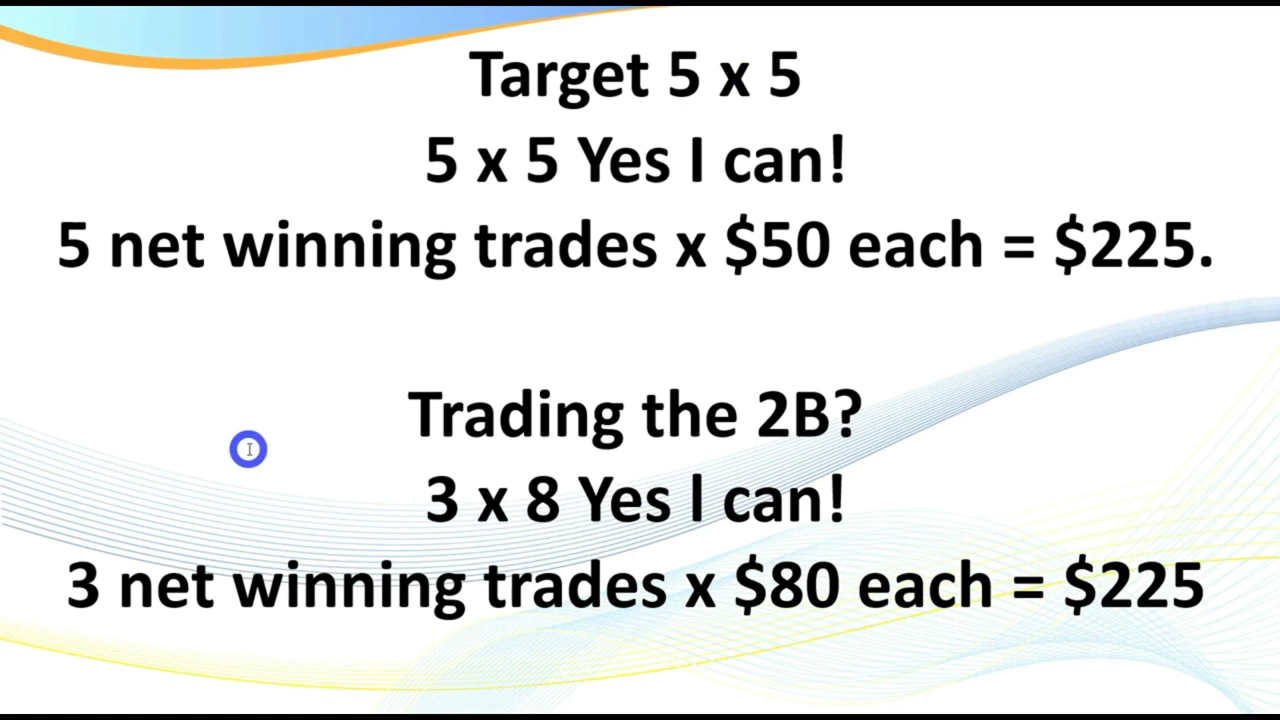 Target 5 x 5
5 x 5 Yes I can!
5 net winning trades x $50 each = $225.
Trading the 2B?
3 x 8 Yes I can!
3 net winning trades x $80 each = $225